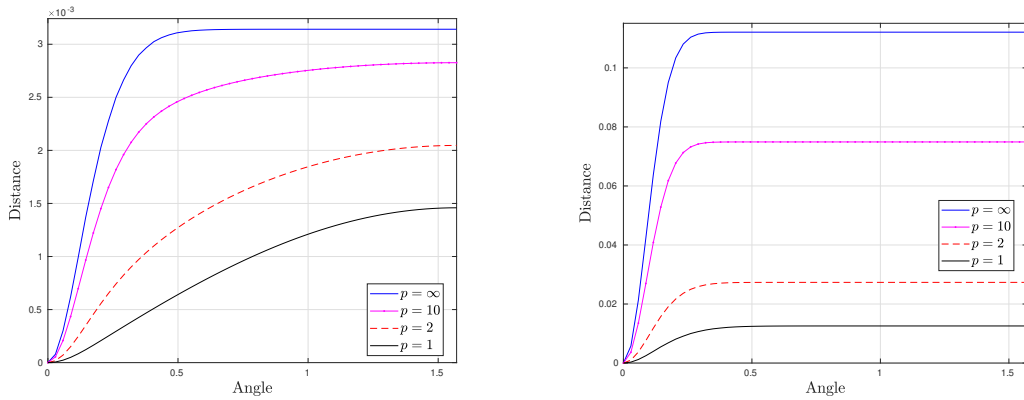 ×10⁻³
3
2.5
2
1.5
1
0.5
0
0 0.5 1 1.5
Distance
Angle
p = ∞
p = 10
p = 2
p = 1
0.1
0.08
0.06
0.04
0.02
0
0 0.5 1 1.5
Distance
Angle
p = ∞
p = 10
p = 2
p = 1